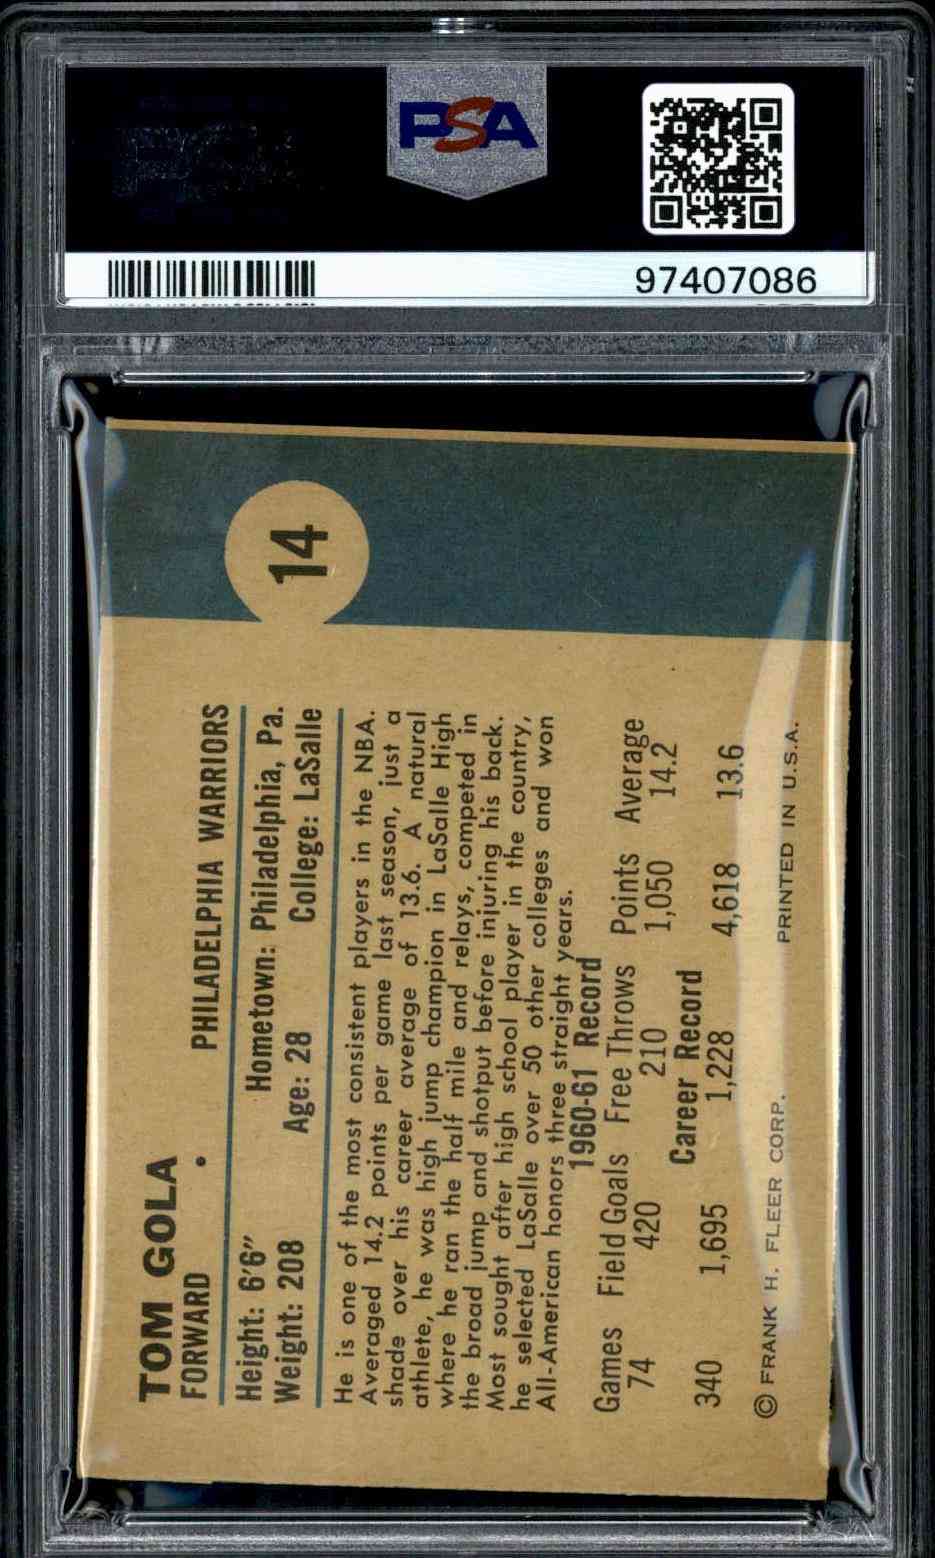 PSA
97407086
14
TOM GOLA
FORWARD • PHILADELPHIA WARRIORS
Height: 6'6" Hometown: Philadelphia, Pa.
Weight: 208 Age: 28 College: LaSalle
He is one of the most consistent players in the NBA.
Averaged 14.2 points per game last season, just a
shade over his career average of 13.6. A natural
athlete, he was high jump champion in LaSalle High
where he ran the half mile and relays, competed in
the broad jump and shotput before injuring his back.
Most sought after high school player in the country,
he selected LaSalle over 50 other colleges and won
All-American honors three straight years.
1960-61 Record
Games Field Goals Free Throws Points Average
74 420 210 1,050 14.2
Career Record
340 1,695 1,228 4,618 13.6
© FRANK H. FLEER CORP. PRINTED IN U.S.A.